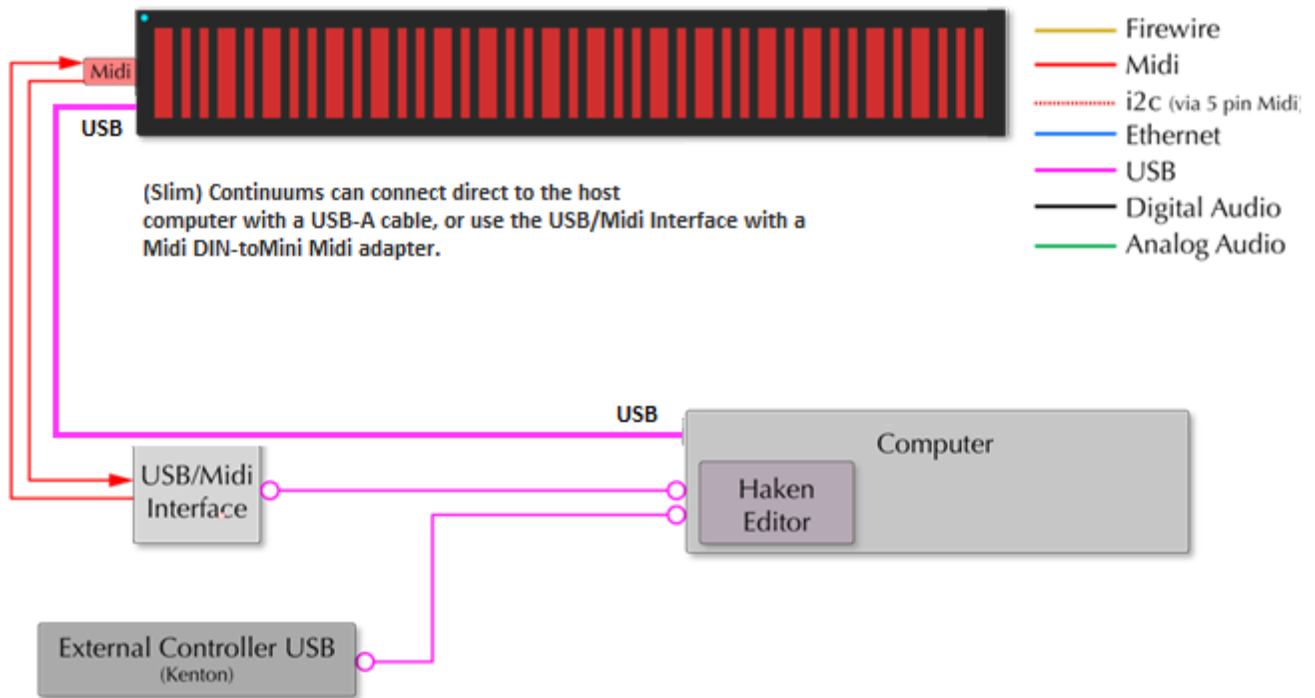 Midi
USB
(Slim) Continuums can connect direct to the host
computer with a USB-A cable, or use the USB/Midi Interface with a
Midi DIN-toMini Midi adapter.
Firewire
Midi
i2c (via 5 pin Midi)
Ethernet
USB
Digital Audio
Analog Audio
USB
Computer
Haken
Editor
USB/Midi
Interface
External Controller USB
(Kenton)